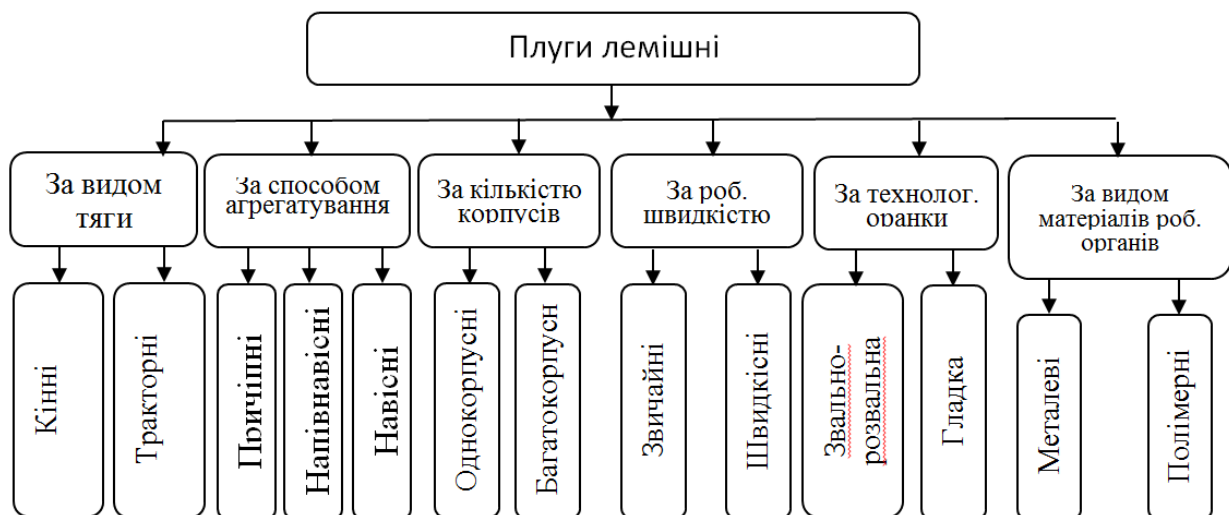 Плуги лемішні
За видом
тяги
За способом
агрегатування
За кількістю
корпусів
За роб.
швидкістю
За технолог.
оранки
За видом
матеріалів роб.
органів
Кінні
Тракторні
Причіпні
Напівнавісні
Навісні
Однокорпусні
Багатокорпусн
Звичайні
Швидкісні
Звально-
розвальна
Гладка
Металеві
Полімерні